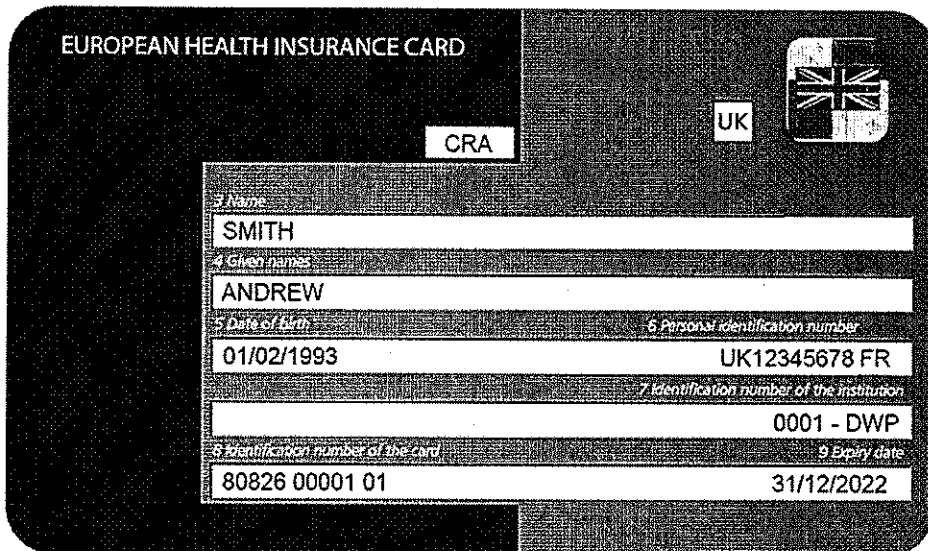 EUROPEAN HEALTH INSURANCE CARD
UK
CRA
3 Name
SMITH
4 Given names
ANDREW
5 Date of birth 6 Personal identification number
01/02/1993 UK12345678 FR
7 Identification number of the institution
0001 - DWP
8 Identification number of the card 9 Expiry date
80826 00001 01 31/12/2022